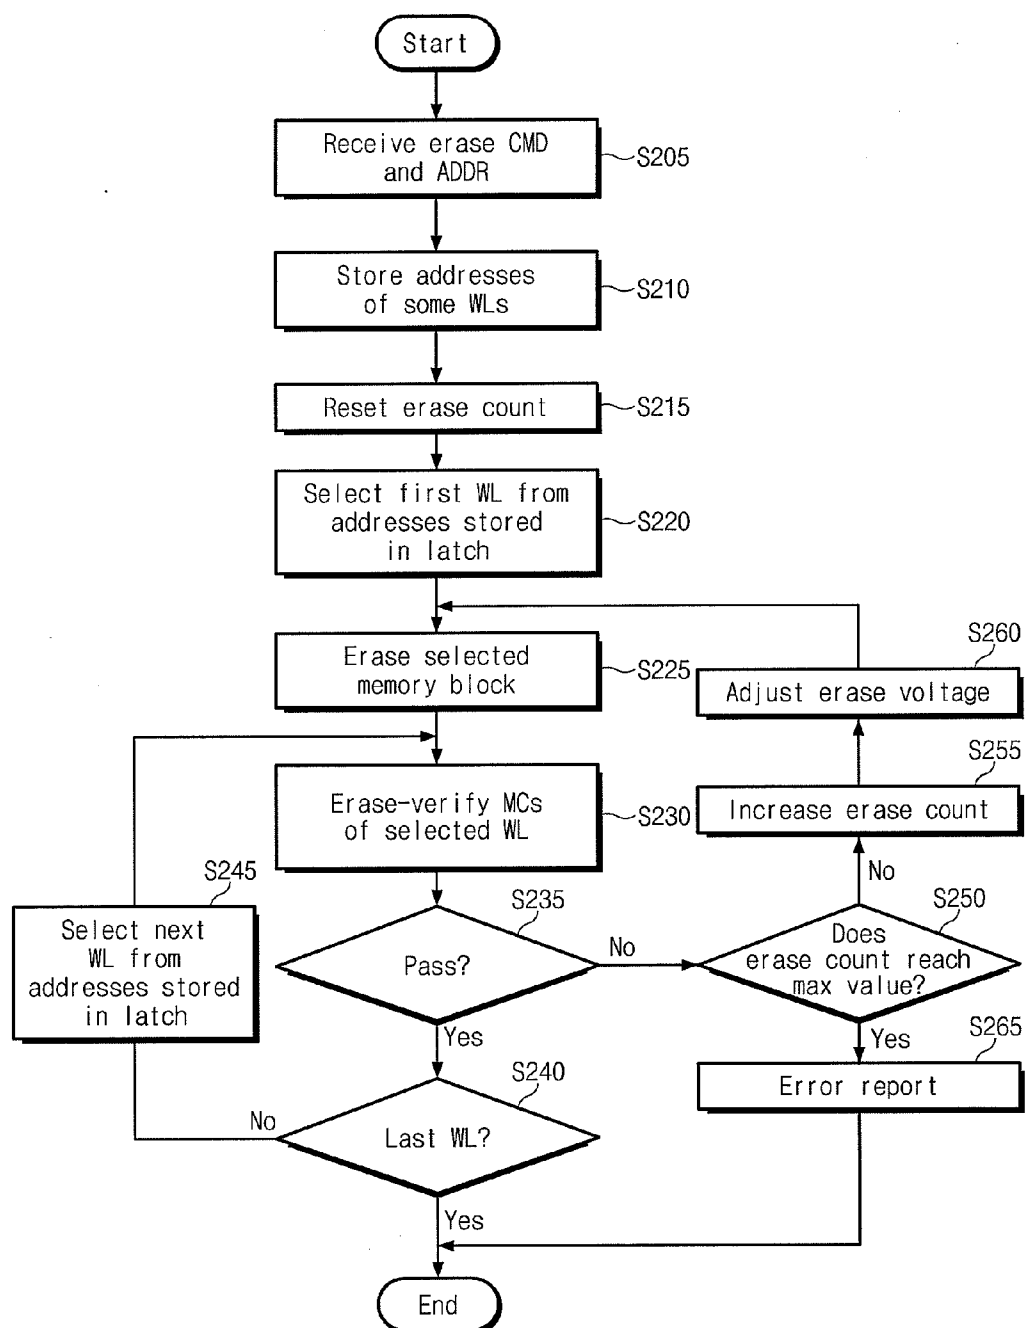 Start
Receive erase CMD
and ADDR
S205
Store addresses
of some WLs
S210
Reset erase count
S215
Select first WL from
addresses stored
in latch
S220
Erase selected
memory block
S225
S260
Adjust erase voltage
S255
Increase erase count
Erase-verify MCs
of selected WL
S230
S245
Select next
WL from
addresses stored
in latch
S235
Pass?
No
Yes
No
S250
Does
erase count reach
max value?
Yes
S265
Error report
S240
Last WL?
No
Yes
End